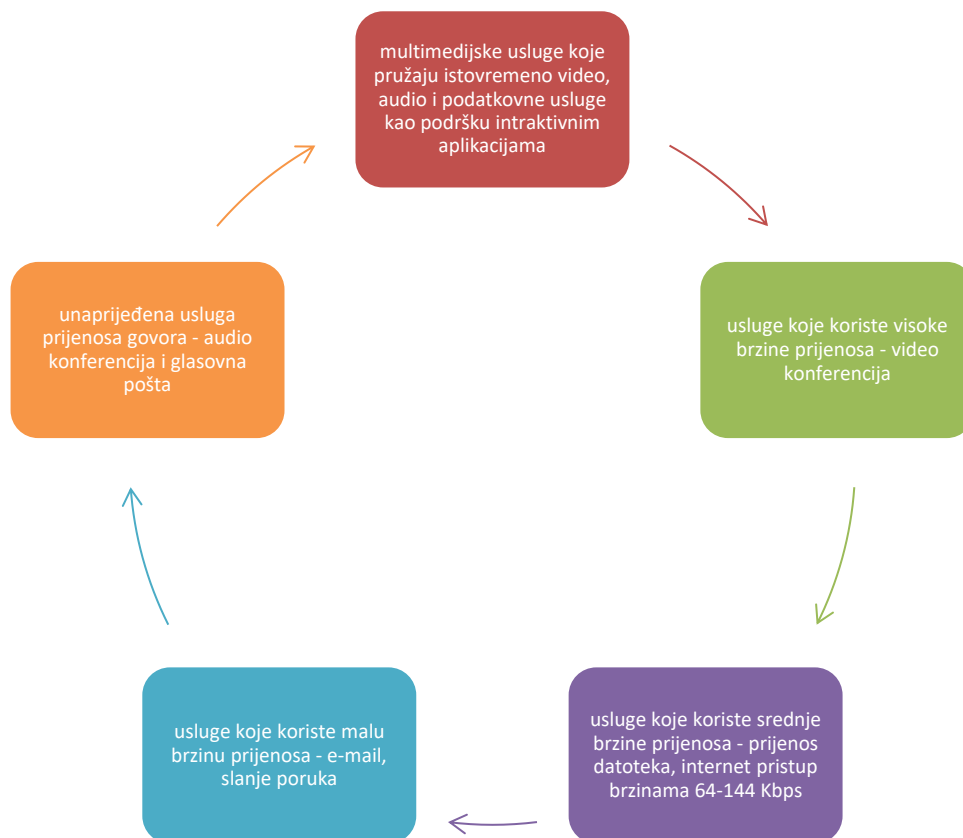 multimedijske usluge koje
pružaju istovremeno video,
audio i podatkovne usluge
kao podršku intraktivnim
aplikacijama
usluge koje koriste visoke
brzine prijenosa - video
konferencija
usluge koje koriste srednje
brzine prijenosa - prijenos
datoteka, internet pristup
brzinama 64-144 Kbps
usluge koje koriste malu
brzinu prijenosa - e-mail,
slanje poruka
unaprijeđena usluga
prijenosa govora - audio
konferencija i glasovna
pošta